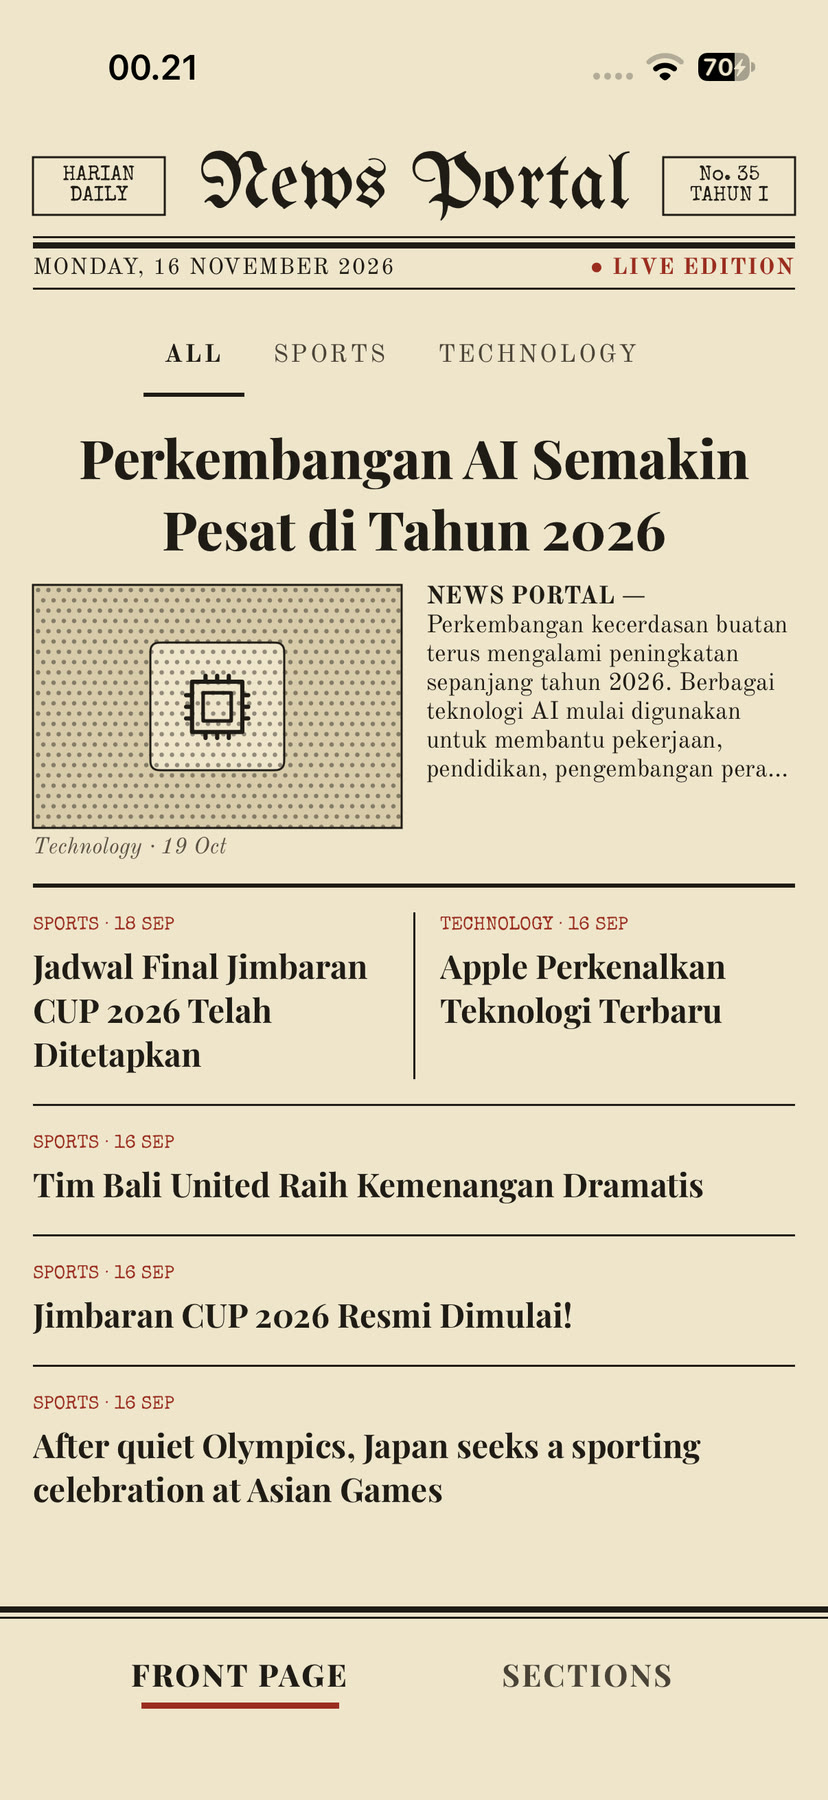 00.21
70
HARIAN
DAILY
News Portal
No. 35
TAHUN I
MONDAY, 16 NOVEMBER 2026
● LIVE EDITION
ALL
SPORTS
TECHNOLOGY
Perkembangan AI Semakin
Pesat di Tahun 2026
NEWS PORTAL —
Perkembangan kecerdasan buatan
terus mengalami peningkatan
sepanjang tahun 2026. Berbagai
teknologi AI mulai digunakan
untuk membantu pekerjaan,
pendidikan, pengembangan pera...
Technology · 19 Oct
SPORTS · 18 SEP
Jadwal Final Jimbaran
CUP 2026 Telah
Ditetapkan
TECHNOLOGY · 16 SEP
Apple Perkenalkan
Teknologi Terbaru
SPORTS · 16 SEP
Tim Bali United Raih Kemenangan Dramatis
SPORTS · 16 SEP
Jimbaran CUP 2026 Resmi Dimulai!
SPORTS · 16 SEP
After quiet Olympics, Japan seeks a sporting
celebration at Asian Games
FRONT PAGE
SECTIONS